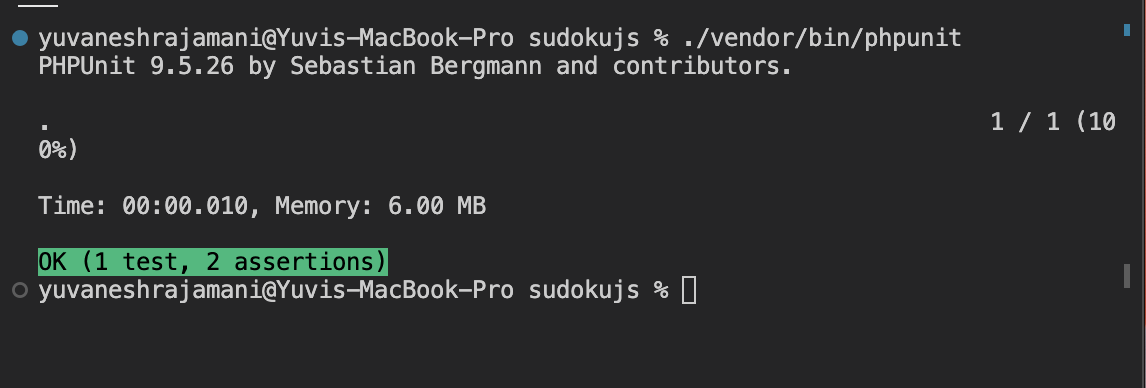 yuvaneshrajamani@Yuvis-MacBook-Pro sudokujs % ./vendor/bin/phpunit
PHPUnit 9.5.26 by Sebastian Bergmann and contributors.
. 1 / 1 (10
0%)
Time: 00:00.010, Memory: 6.00 MB
OK (1 test, 2 assertions)
yuvaneshrajamani@Yuvis-MacBook-Pro sudokujs %